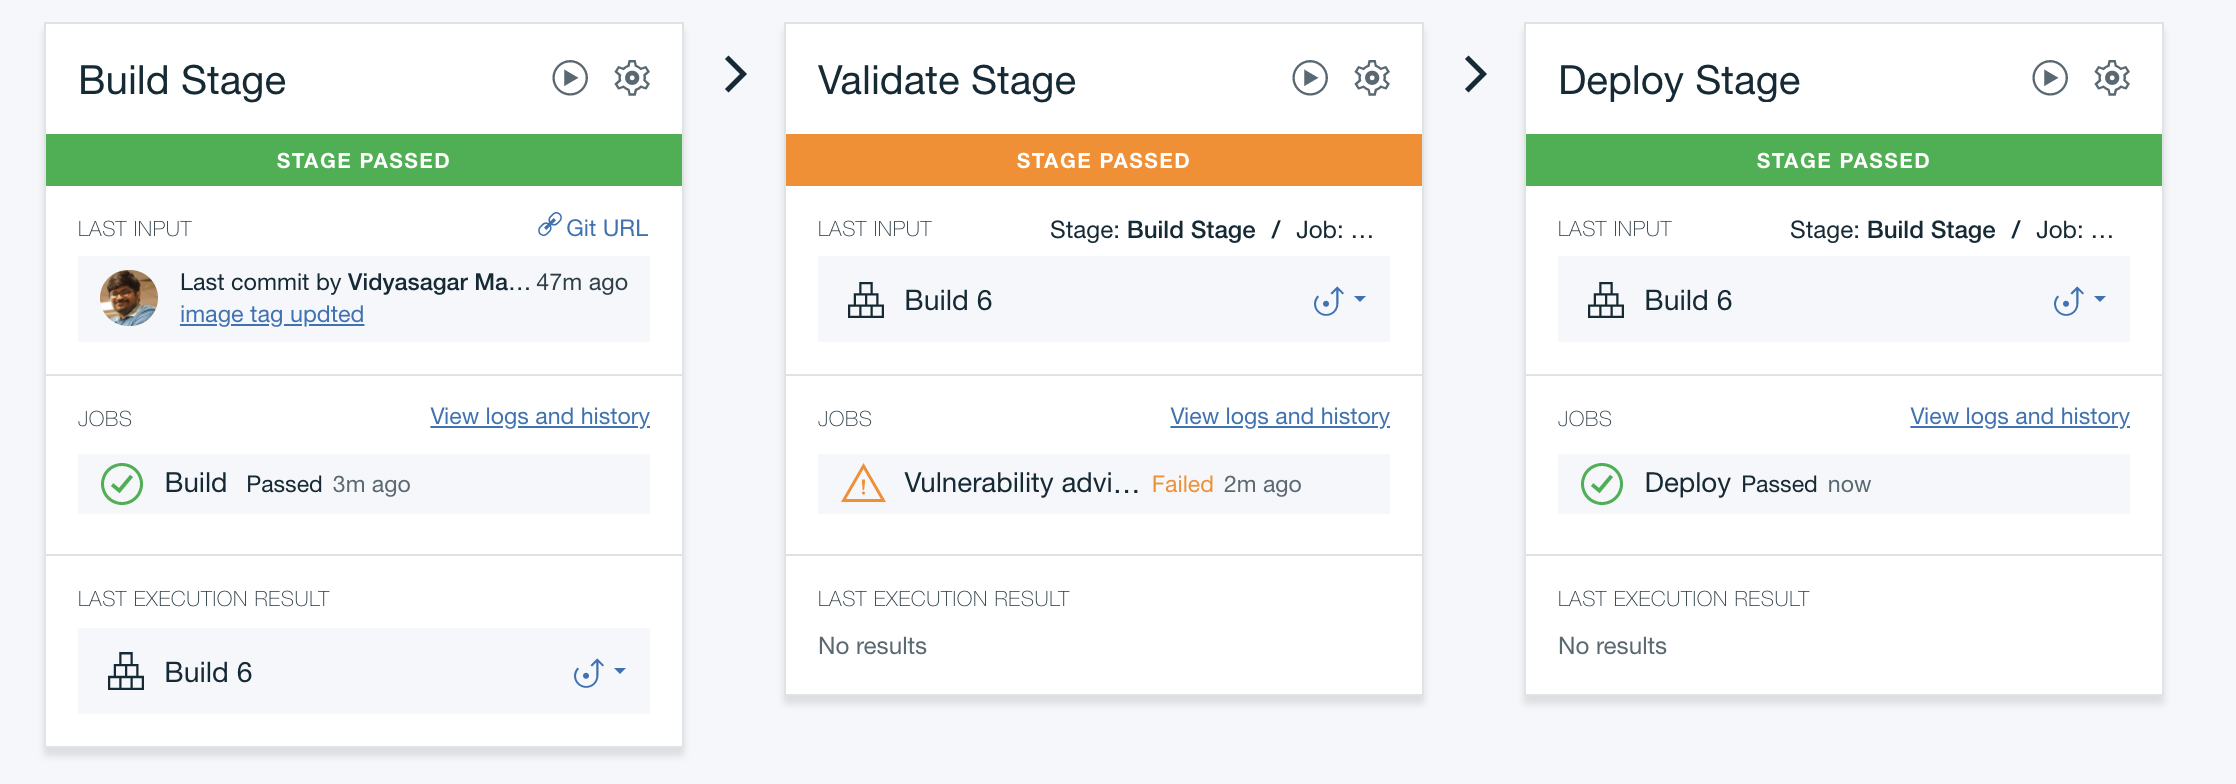 Build Stage
STAGE PASSED
LAST INPUT
Git URL
Last commit by Vidyasagar Ma... 47m ago
image tag updted
JOBS
View logs and history
Build Passed 3m ago
LAST EXECUTION RESULT
Build 6
Validate Stage
STAGE PASSED
LAST INPUT
Stage: Build Stage / Job: ...
Build 6
JOBS
View logs and history
Vulnerability advi... Failed 2m ago
LAST EXECUTION RESULT
No results
Deploy Stage
STAGE PASSED
LAST INPUT
Stage: Build Stage / Job: ...
Build 6
JOBS
View logs and history
Deploy Passed now
LAST EXECUTION RESULT
No results